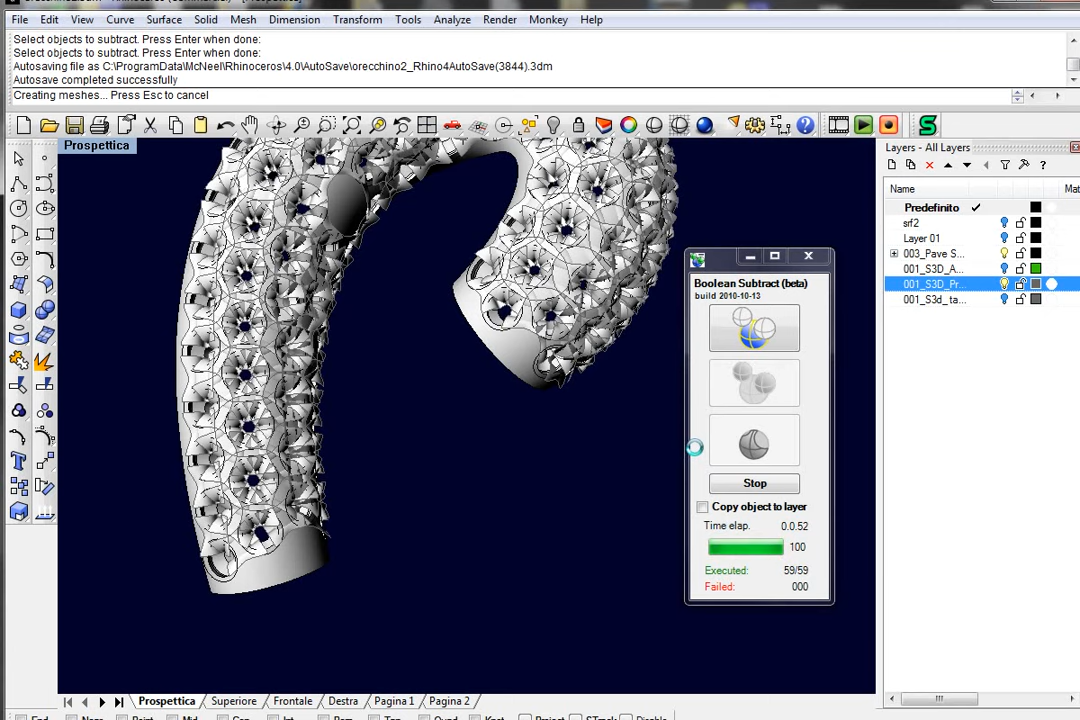 File Edit View Curve Surface Solid Mesh Dimension Transform Tools Analyze Render Monkey Help
Select objects to subtract. Press Enter when done:
Select objects to subtract. Press Enter when done:
Autosaving file as C:\ProgramData\McNeel\Rhinoceros\4.0\AutoSave\orecchino2_Rhino4AutoSave(3844).3dm
Autosave completed successfully
Creating meshes... Press Esc to cancel
Prospettica
Layers - All Layers
Name Mat
Predefinito
srf2
Layer 01
003_Pave S...
001_S3D_A...
001_S3D_Pr...
001_S3d_ta...
Boolean Subtract (beta)
build 2010-10-13
Stop
Copy object to layer
Time elap. 0.0.52
100
Executed: 59/59
Failed: 000
Prospettica Superiore Frontale Destra Pagina 1 Pagina 2